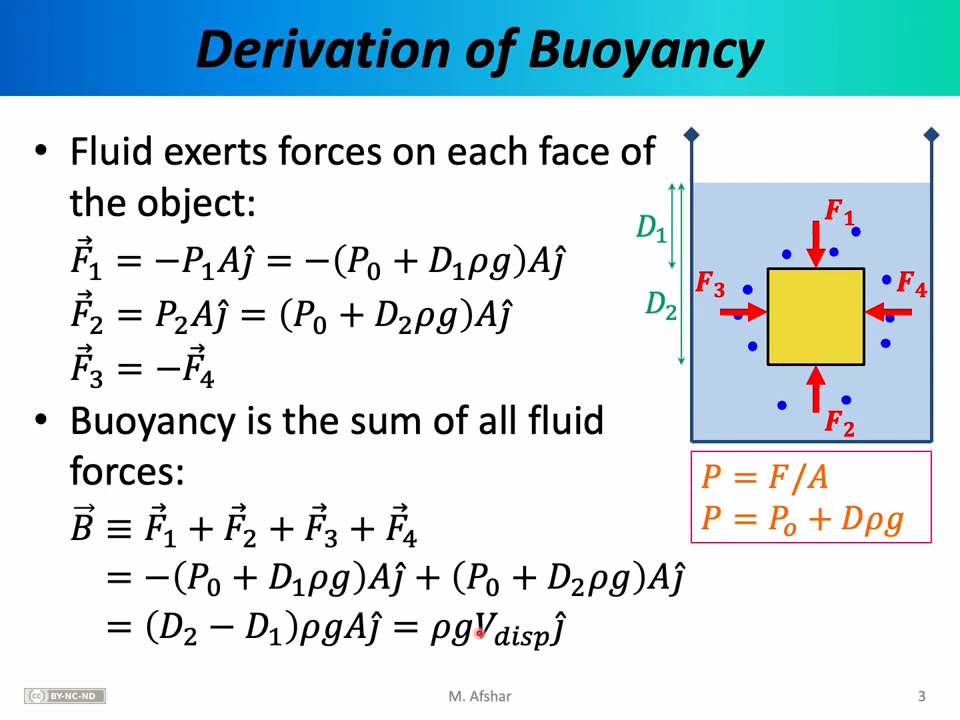 Derivation of Buoyancy
• Fluid exerts forces on each face of
the object:
F⃗₁ = −P₁Aĵ = −(P₀ + D₁ρg)Aĵ
F⃗₂ = P₂Aĵ = (P₀ + D₂ρg)Aĵ
F⃗₃ = −F⃗₄
• Buoyancy is the sum of all fluid
forces:
B⃗ ≡ F⃗₁ + F⃗₂ + F⃗₃ + F⃗₄
= −(P₀ + D₁ρg)Aĵ + (P₀ + D₂ρg)Aĵ
= (D₂ − D₁)ρgAĵ = ρgV_disp ĵ
D₁
D₂
F₁
F₃
F₄
F₂
P = F/A
P = Pₒ + Dρg
cc BY-NC-ND
M. Afshar
3